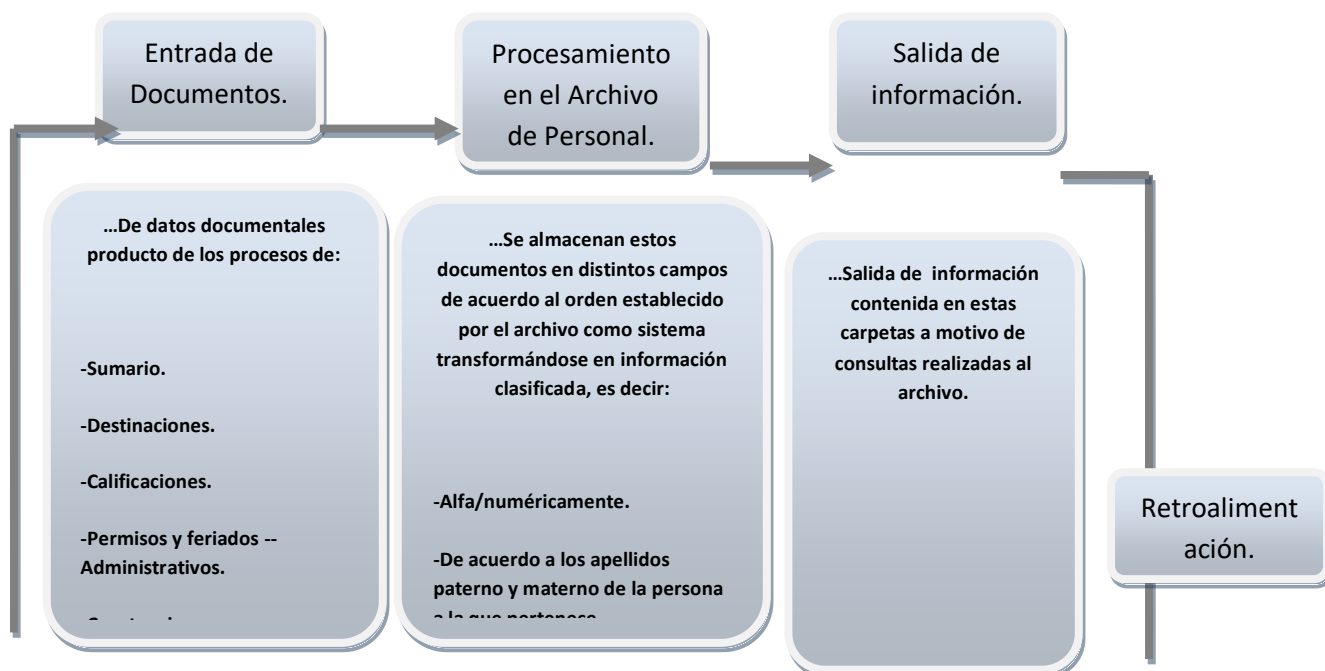 Entrada de
Documentos.
Procesamiento
en el Archivo
de Personal.
Salida de
información.
...De datos documentales
producto de los procesos de:
-Sumario.
-Destinaciones.
-Calificaciones.
-Permisos y feriados --
Administrativos.
...Se almacenan estos
documentos en distintos campos
de acuerdo al orden establecido
por el archivo como sistema
transformándose en información
clasificada, es decir:
-Alfa/numéricamente.
-De acuerdo a los apellidos
paterno y materno de la persona
a la que pertenece
...Salida de información
contenida en estas
carpetas a motivo de
consultas realizadas al
archivo.
Retroaliment
ación.